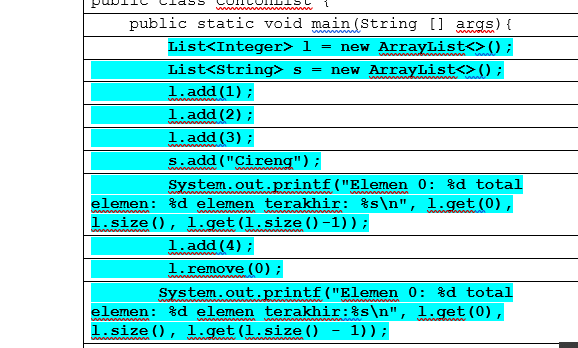 public class ContohList {
public static void main(String [] args){
List<Integer> l = new ArrayList<>();
List<String> s = new ArrayList<>();
l.add(1);
l.add(2);
l.add(3);
s.add("Cireng");
System.out.printf("Elemen 0: %d total
elemen: %d elemen terakhir: %s\n", l.get(0),
l.size(), l.get(l.size()-1));
l.add(4);
l.remove(0);
System.out.printf("Elemen 0: %d total
elemen: %d elemen terakhir:%s\n", l.get(0),
l.size(), l.get(l.size() - 1));